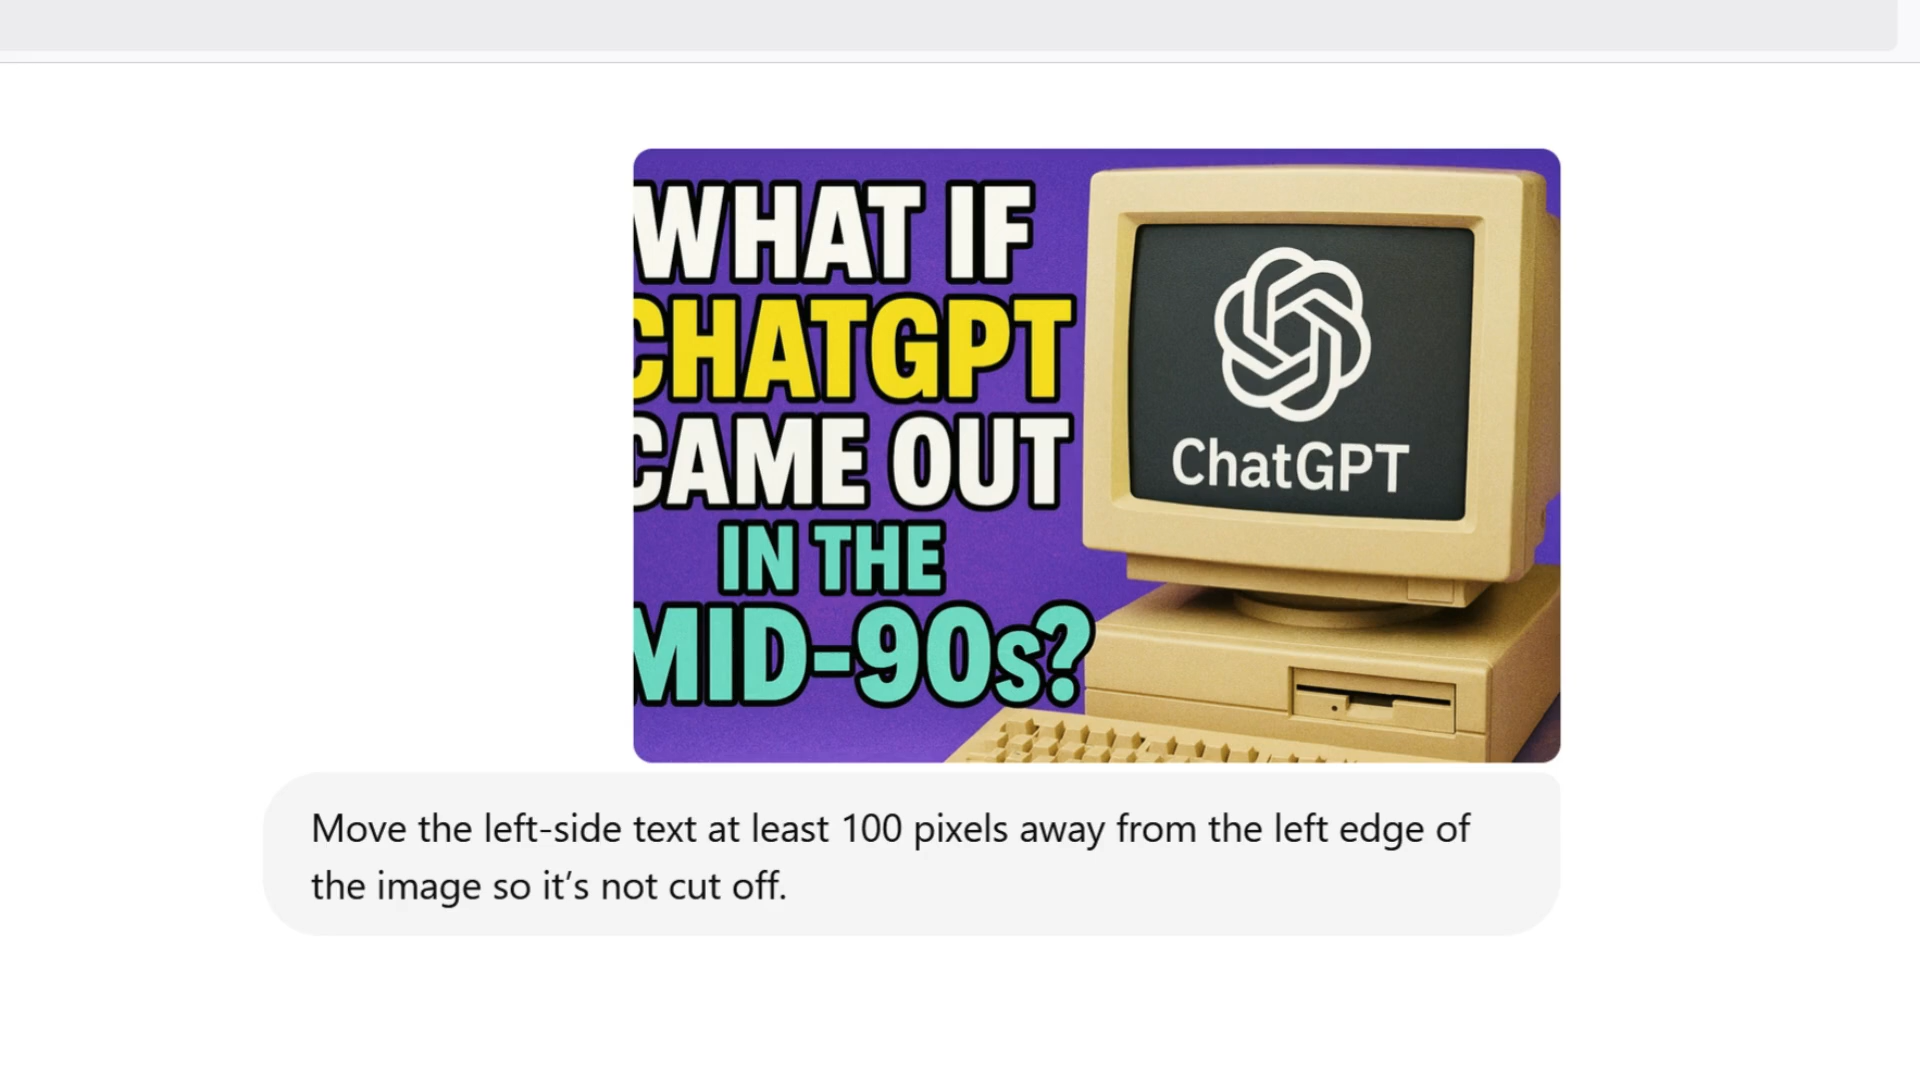 WHAT IF
CHATGPT
CAME OUT
IN THE
MID-90s?
ChatGPT
Move the left-side text at least 100 pixels away from the left edge of
the image so it’s not cut off.